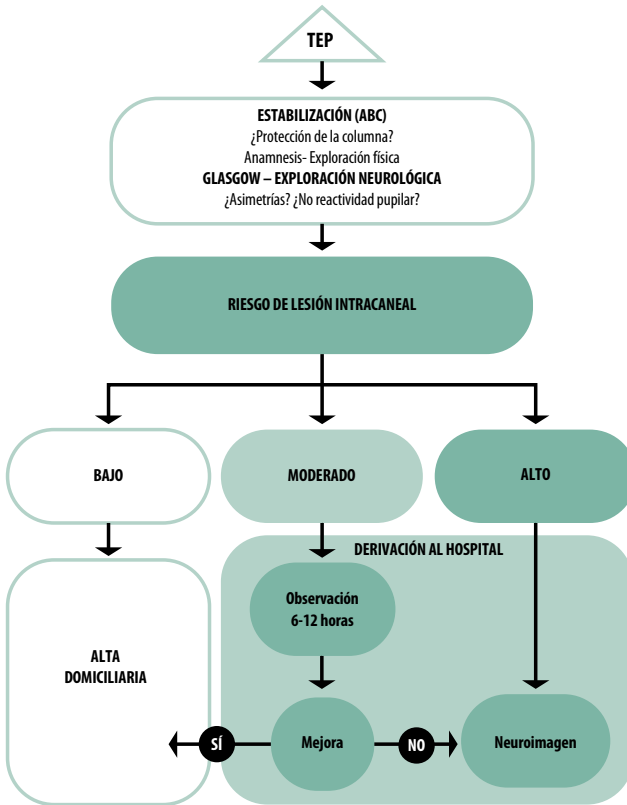 TEP
ESTABILIZACIÓN (ABC)
¿Protección de la columna?
Anamnesis- Exploración física
GLASGOW – EXPLORACIÓN NEUROLÓGICA
¿Asimetrías? ¿No reactividad pupilar?
RIESGO DE LESIÓN INTRACANEAL
BAJO
MODERADO
ALTO
DERIVACIÓN AL HOSPITAL
Observación
6-12 horas
ALTA
DOMICILIARIA
SÍ
Mejora
NO
Neuroimagen